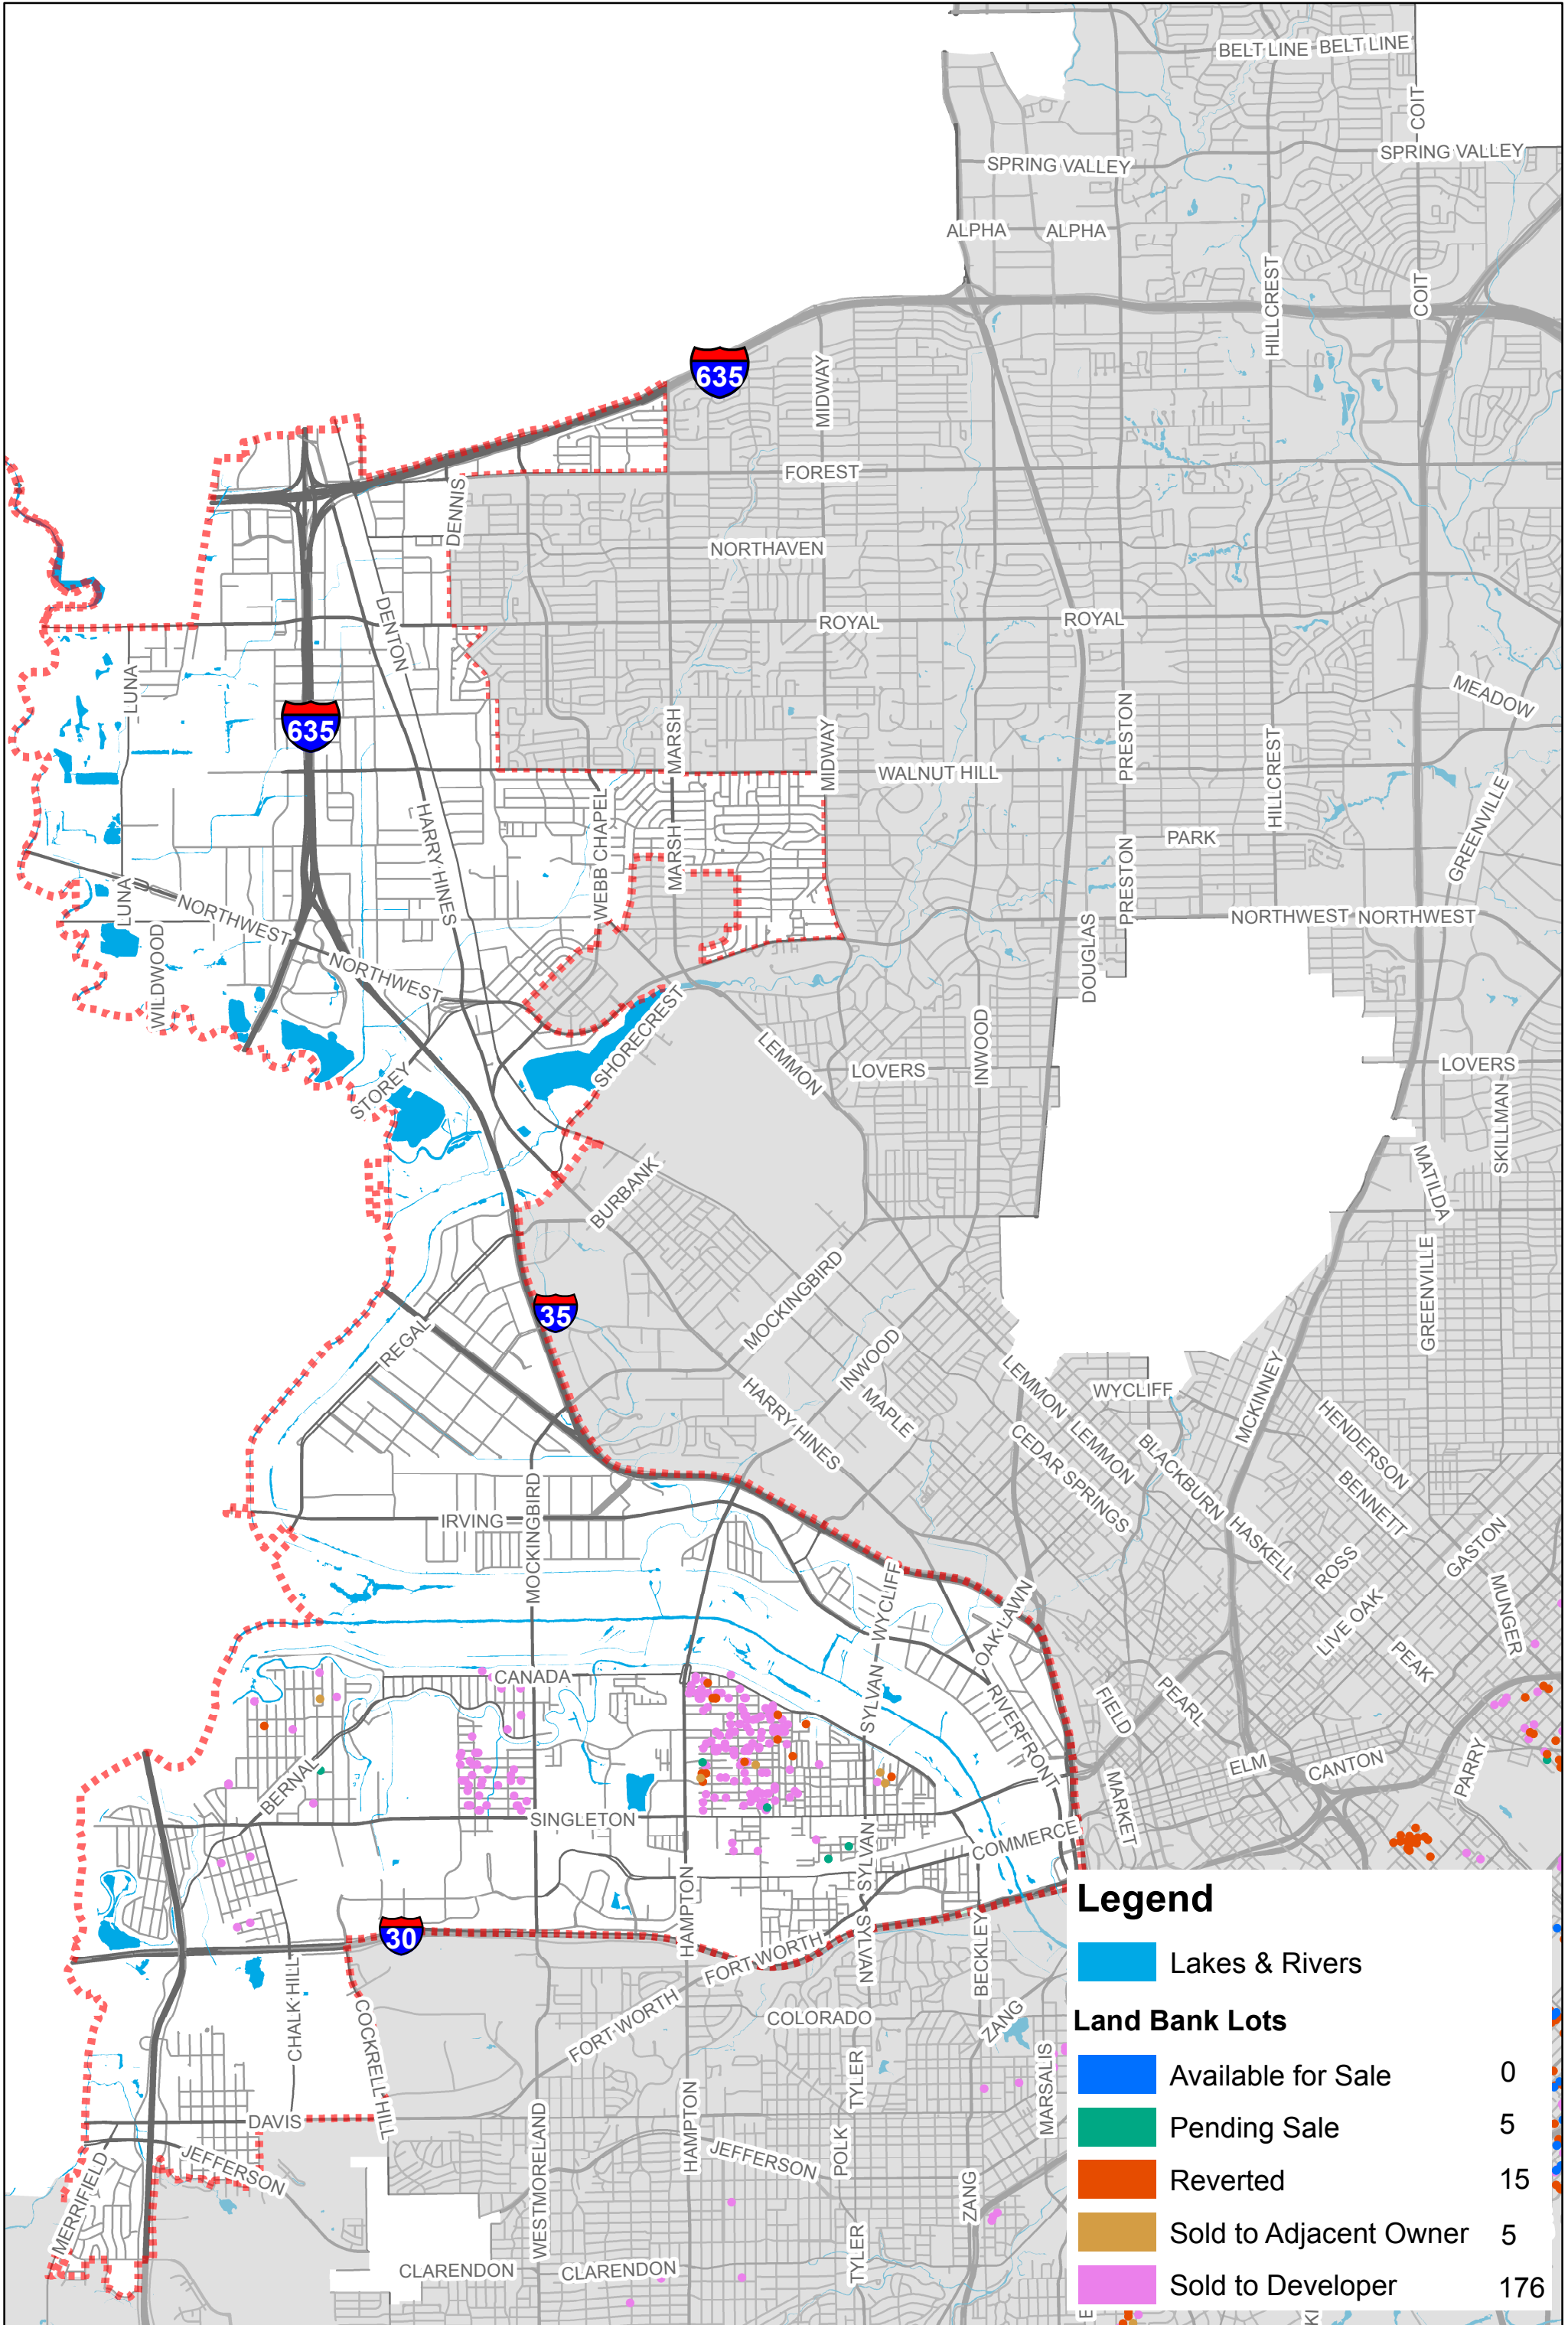 BELT LINE BELT LINE
COIT
SPRING VALLEY
SPRING VALLEY
ALPHA ALPHA
HILLCREST
COIT
635
MIDWAY
FOREST
DENNIS
NORTHAVEN
DENTON
ROYAL
ROYAL
LUNA
MEADOW
635
MARSH
MIDWAY
PRESTON
HILLCREST
WALNUT HILL
GREENVILLE
HARRY HINES
WEBB CHAPEL
MARSH
PARK
PRESTON
LUNA
NORTHWEST
NORTHWEST NORTHWEST
WILDWOOD
NORTHWEST
DOUGLAS
SHORECREST
LEMMON
INWOOD
LOVERS
LOVERS
STOREY
SKILLMAN
MATILDA
BURBANK
MOCKINGBIRD
GREENVILLE
35
REGAL
INWOOD
LEMMON
WYCLIFF
MCKINNEY
HARRY HINES
MAPLE
LEMMON
CEDAR SPRINGS
BLACKBURN
HENDERSON
BENNETT
MOCKINGBIRD
IRVING
HASKELL
ROSS
GASTON
WYCLIFF
OAK LAWN
LIVE OAK
MUNGER
PEAK
CANADA
SYLVAN
RIVERFRONT
FIELD
PEARL
ELM
CANTON
PARRY
BERNAL
MARKET
SINGLETON
COMMERCE
SYLVAN
HAMPTON
30
SYLVAN
FORT WORTH
BECKLEY
CHALK HILL
COCKRELL HILL
FORT WORTH
COLORADO
ZANG
TYLER
MARSALIS
DAVIS
WESTMORELAND
HAMPTON
JEFFERSON
JEFFERSON
POLK
MERRIFIELD
ZANG
TYLER
CLARENDON
CLARENDON
Legend
Lakes & Rivers
Land Bank Lots
Available for Sale 0
Pending Sale 5
Reverted 15
Sold to Adjacent Owner 5
Sold to Developer 176